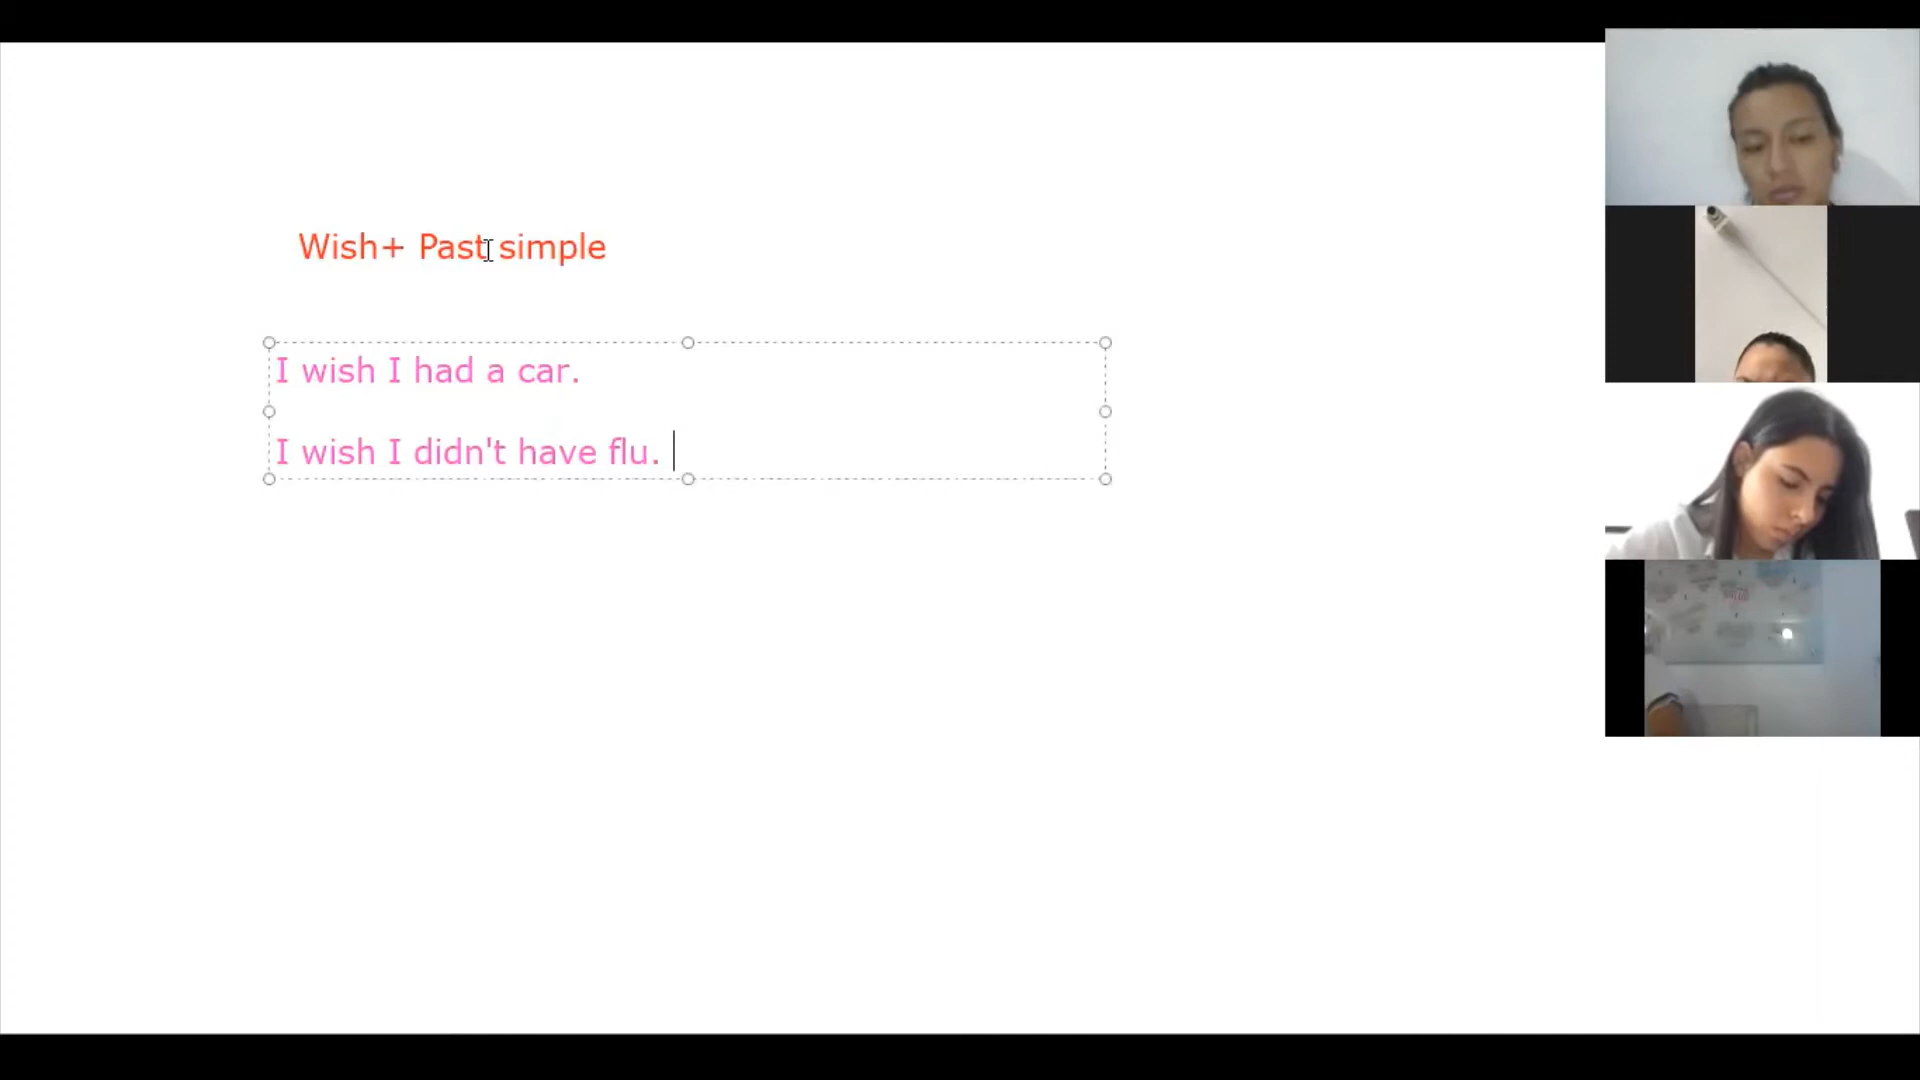 Wish+ Past simple
I wish I had a car.
I wish I didn't have flu.